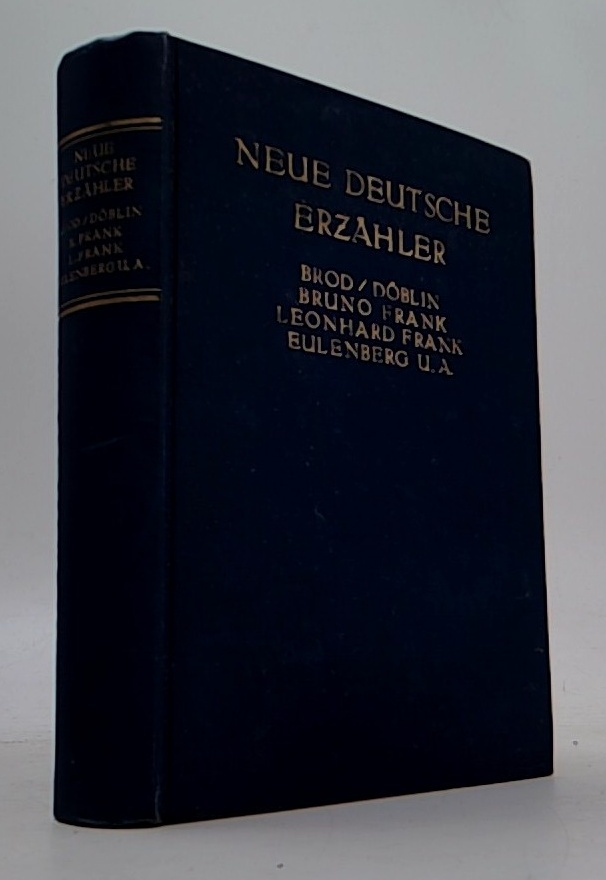 NEUE
DEUTSCHE
ERZÄHLER
BROD / DÖBLIN
B. FRANK
L. FRANK
EULENBERG U. A.
NEUE DEUTSCHE
ERZÄHLER
BROD / DÖBLIN
BRUNO FRANK
LEONHARD FRANK
EULENBERG U. A